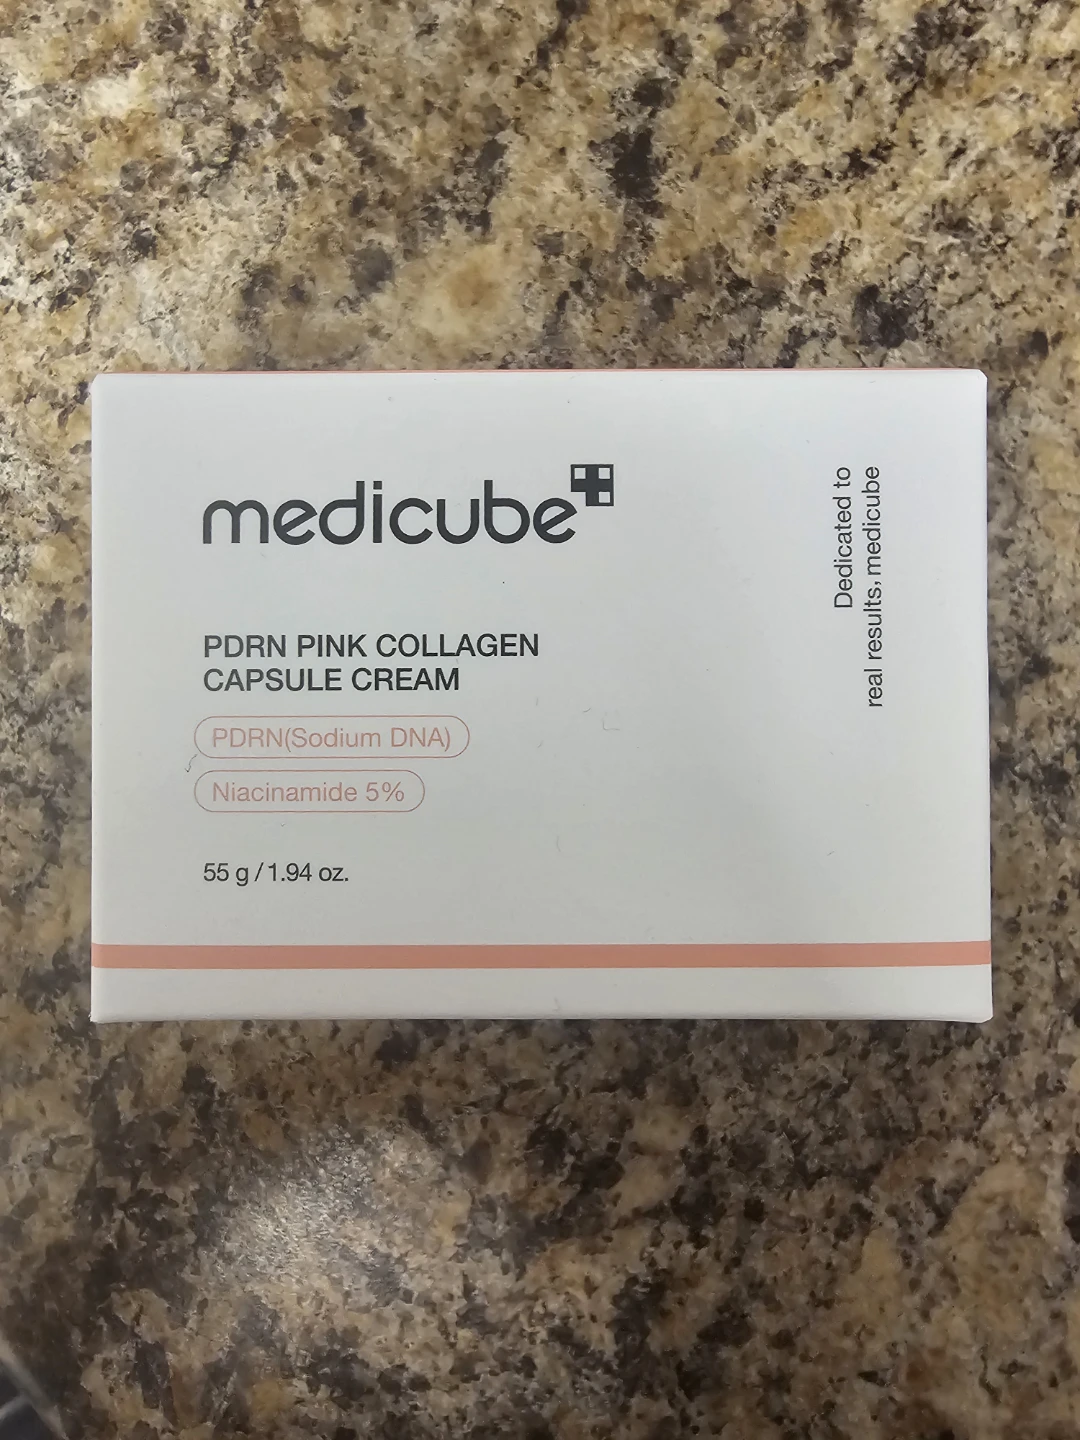 medicube
PDRN PINK COLLAGEN
CAPSULE CREAM
PDRN(Sodium DNA)
Niacinamide 5%
55 g / 1.94 oz.
Dedicated to
real results, medicube